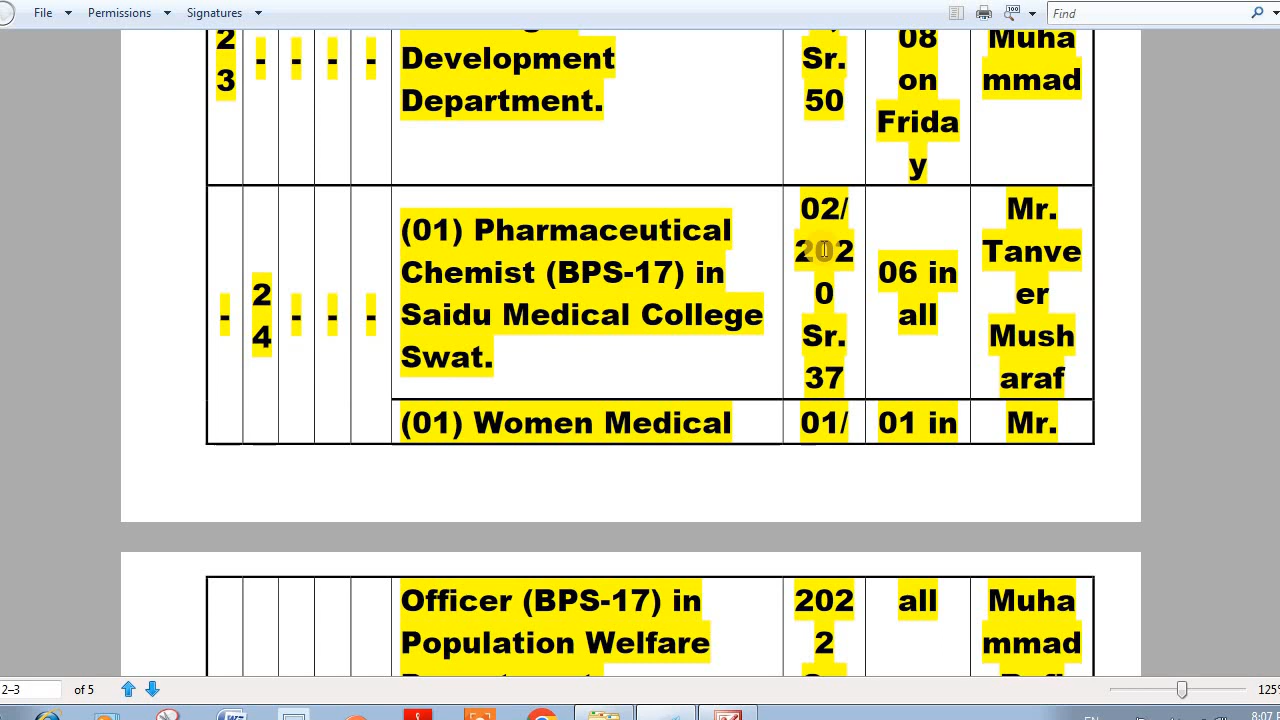 File Permissions Signatures
Find
2
3
- - - -
Development
Department.
Sr.
50
08
on
Frida
y
Muha
mmad
-
2
4
- - -
(01) Pharmaceutical
Chemist (BPS-17) in
Saidu Medical College
Swat.
02/
202
0
Sr.
37
06 in
all
Mr.
Tanve
er
Mush
araf
(01) Women Medical
01/
01 in
Mr.
Officer (BPS-17) in
Population Welfare
202
2
all
Muha
mmad
2–3 of 5
125%
EN
8:07